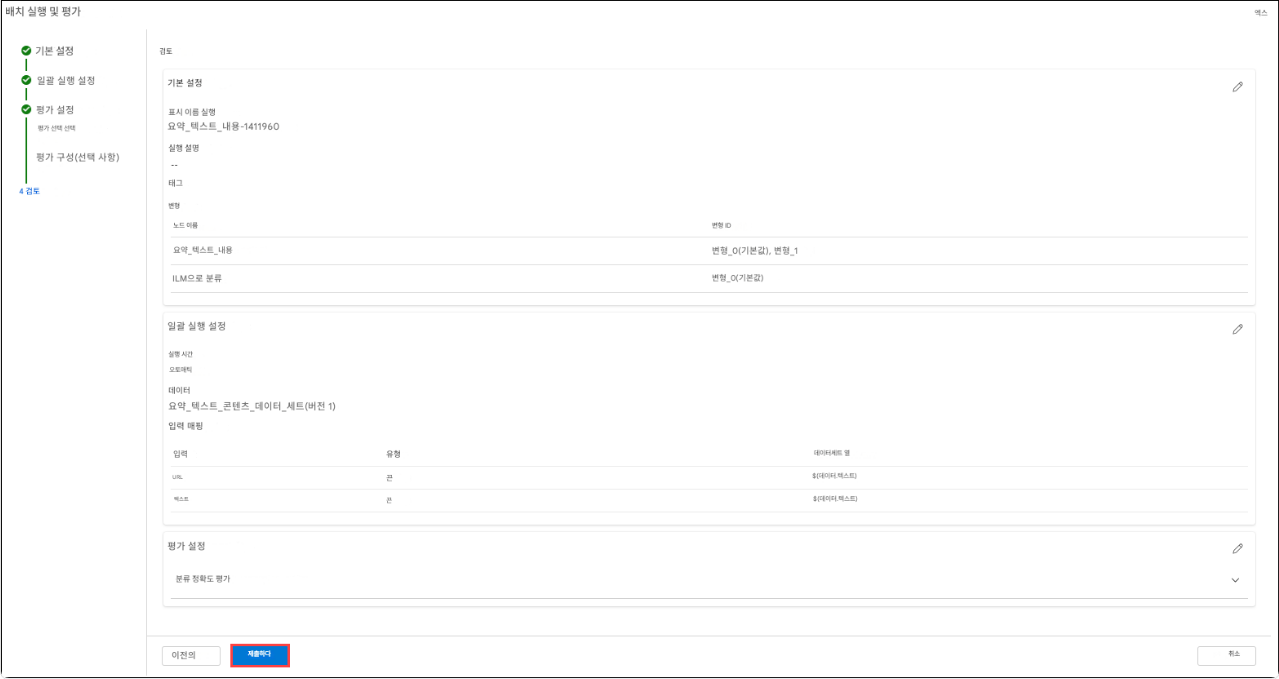 배치 실행 및 평가
엑스
기본 설정
일괄 실행 설정
평가 설정
평가 선택 선택
평가 구성(선택 사항)
4 검토
검토
기본 설정
표시 이름 실행
요약_텍스트_내용-1411960
실행 설명
--
태그
변형
노드 이름 변형 ID
요약_텍스트_내용 변형_0(기본값), 변형_1
ILM으로 분류 변형_0(기본값)
일괄 실행 설정
실행 시간
오토매틱
데이터
요약_텍스트_콘텐츠_데이터_세트(버전 1)
입력 매핑
입력 유형 데이터세트 열
URL 끈 ${데이터.텍스트}
텍스트 끈 ${데이터.텍스트}
평가 설정
분류 정확도 평가
이전의 제출하다 취소